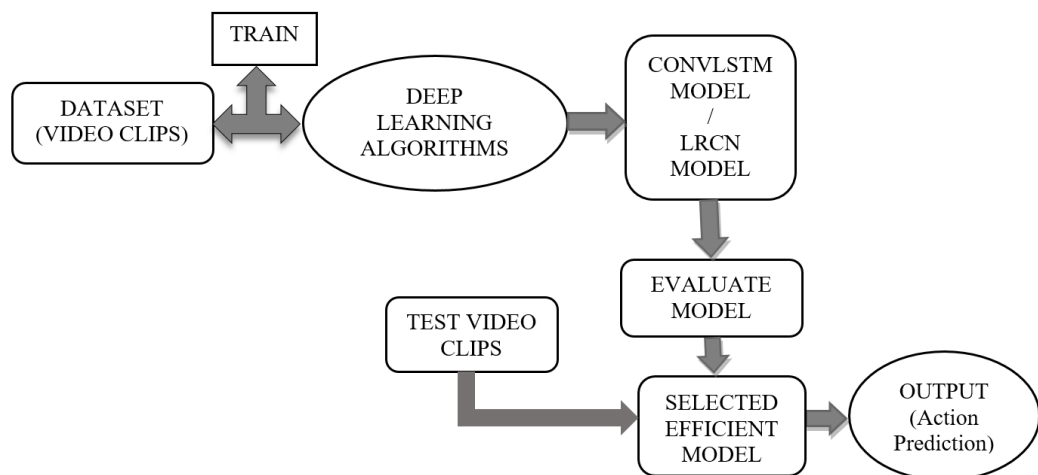 TRAIN
DATASET
(VIDEO CLIPS)
DEEP
LEARNING
ALGORITHMS
CONVLSTM
MODEL
/
LRCN
MODEL
EVALUATE
MODEL
TEST VIDEO
CLIPS
SELECTED
EFFICIENT
MODEL
OUTPUT
(Action
Prediction)